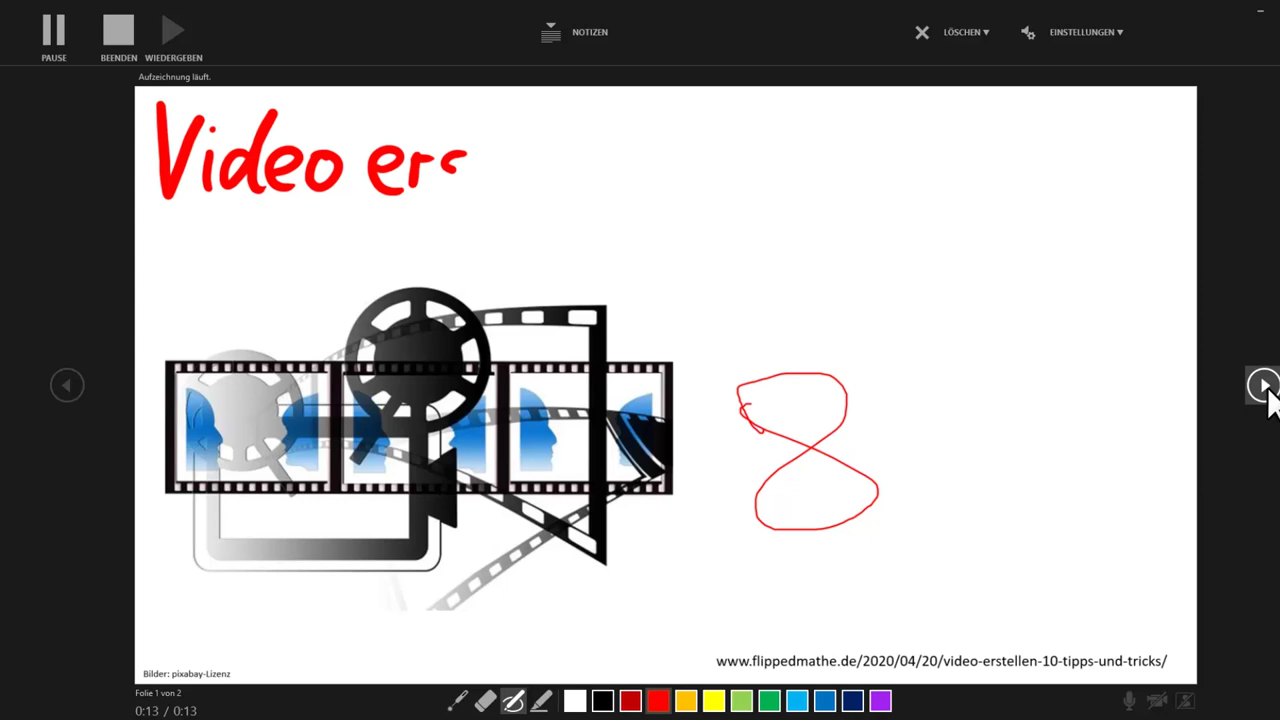 PAUSE
BEENDEN
WIEDERGEBEN
NOTIZEN
LÖSCHEN
EINSTELLUNGEN
Aufzeichnung läuft.
Video ers
8
www.flippedmathe.de/2020/04/20/video-erstellen-10-tipps-und-tricks/
Bilder: pixabay-Lizenz
Folie 1 von 2
0:13 / 0:13